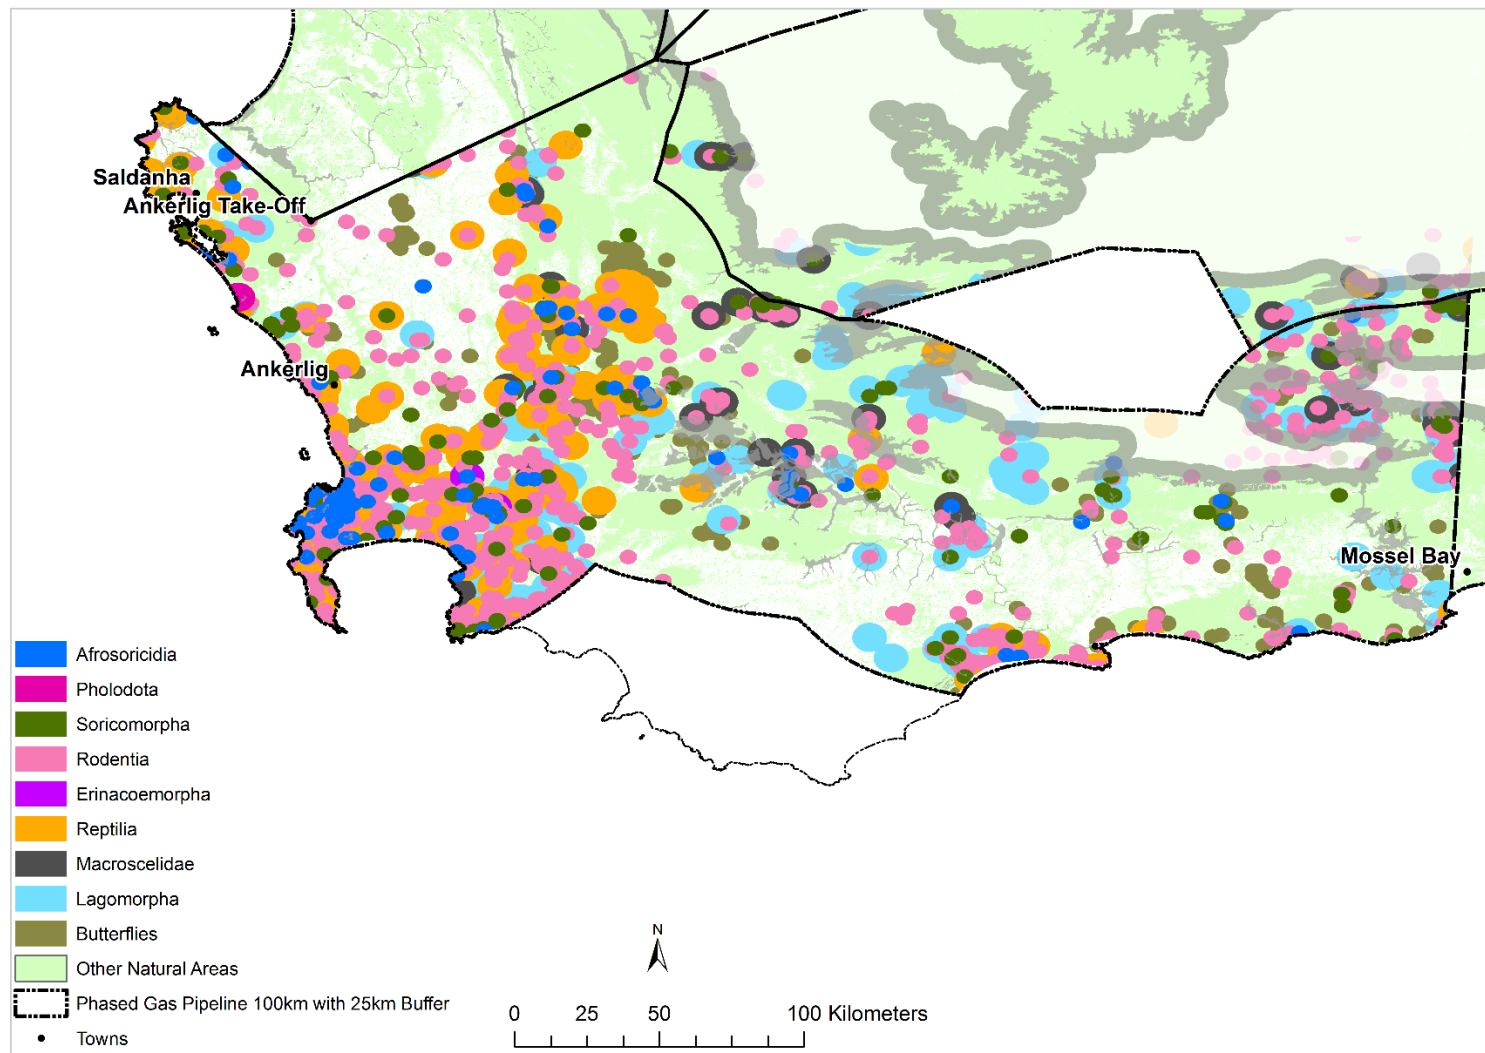 Saldanha
Ankerlig Take-Off
Ankerlig
Mossel Bay
Afrosoricidia
Pholodota
Soricomorpha
Rodentia
Erinacoemorpha
Reptilia
Macroscelidae
Lagomorpha
Butterflies
Other Natural Areas
Phased Gas Pipeline 100km with 25km Buffer
Towns
N
0 25 50 100 Kilometers